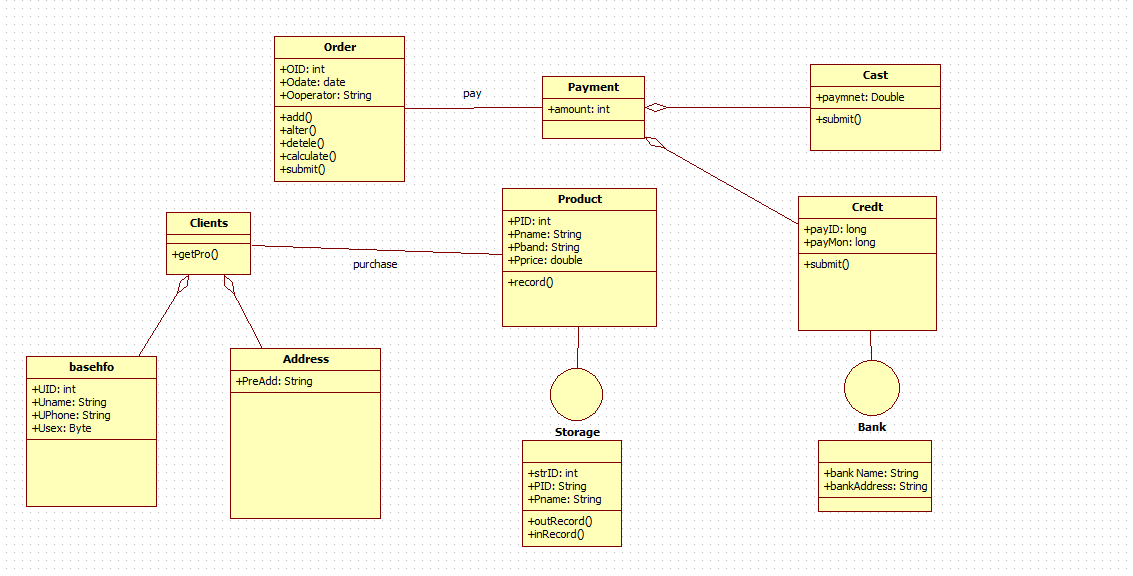 Order
+OID: int
+Odate: date
+Ooperator: String
+add()
+alter()
+detele()
+calculate()
+submit()
pay
Payment
+amount: int
Cast
+paymnet: Double
+submit()
Clients
+getPro()
purchase
Product
+PID: int
+Pname: String
+Pband: String
+Pprice: double
+record()
Credt
+payID: long
+payMon: long
+submit()
basehfo
+UID: int
+Uname: String
+UPhone: String
+Usex: Byte
Address
+PreAdd: String
Storage
+strID: int
+PID: String
+Pname: String
+outRecord()
+inRecord()
Bank
+bank Name: String
+bankAddress: String